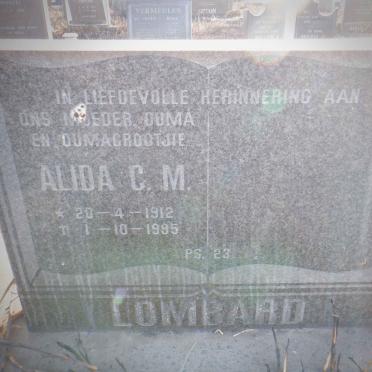 VERMEULEN
IN LIEFDEVOLLE HERINNERING AAN
ONS MOEDER OUMA
EN OUMAGROOTJIE
ALIDA C. M.
* 20-4-1912
† 1-10-1995
PS. 23
LOMBARD